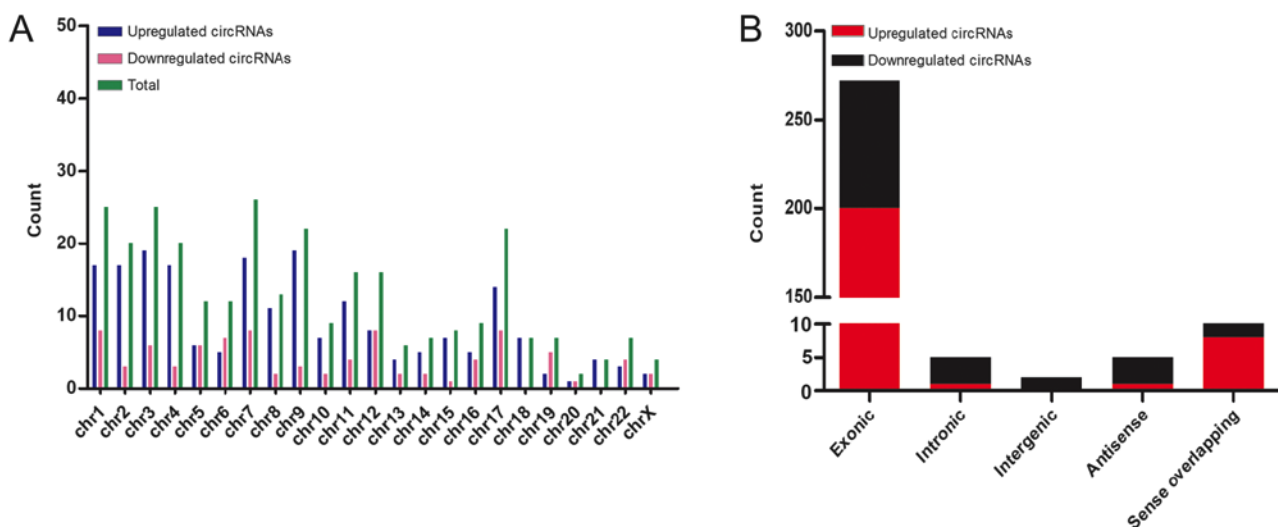 A
50
40
30
20
10
0
Count
Upregulated circRNAs
Downregulated circRNAs
Total
chr1
chr2
chr3
chr4
chr5
chr6
chr7
chr8
chr9
chr10
chr11
chr12
chr13
chr14
chr15
chr16
chr17
chr18
chr19
chr20
chr21
chr22
chrX
B
300
250
200
150
10
5
0
Count
Upregulated circRNAs
Downregulated circRNAs
Exonic
Intronic
Intergenic
Antisense
Sense overlapping